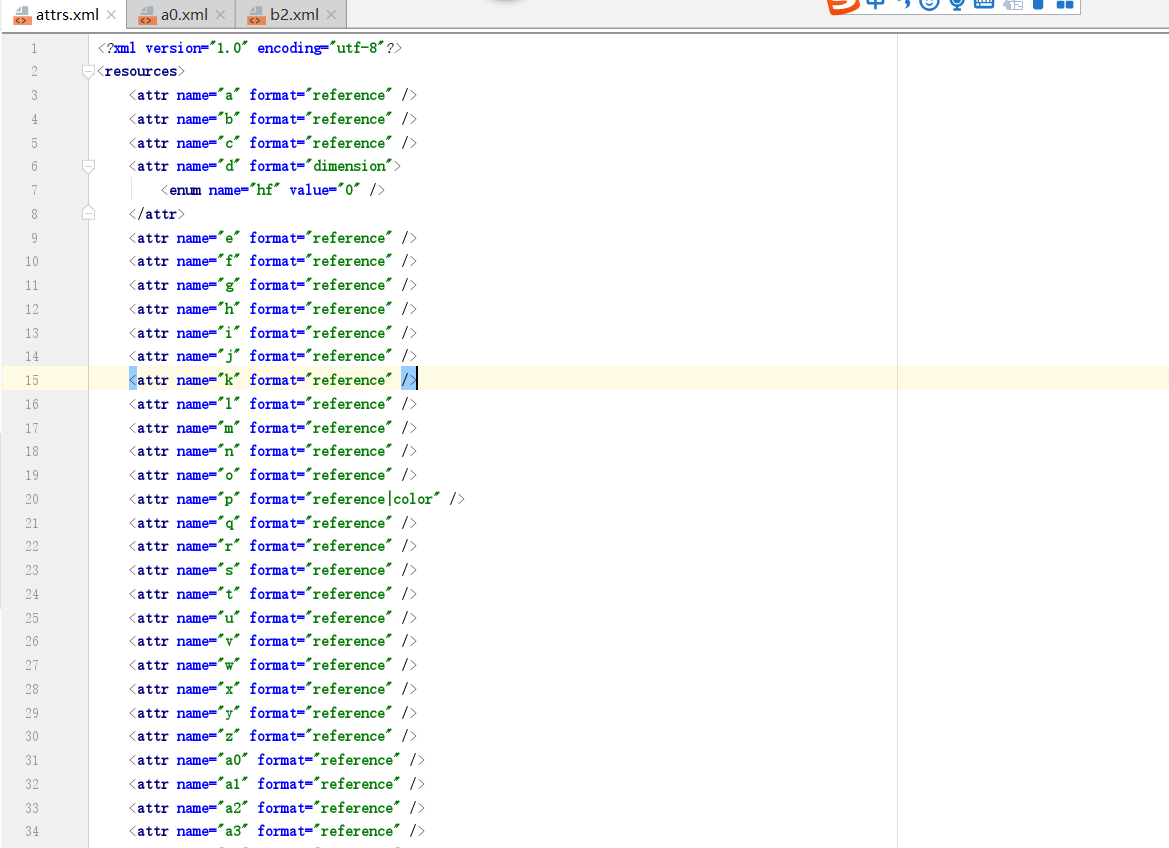 attrs.xml
a0.xml
b2.xml
中
1 <?xml version="1.0" encoding="utf-8"?>
2 <resources>
3 <attr name="a" format="reference" />
4 <attr name="b" format="reference" />
5 <attr name="c" format="reference" />
6 <attr name="d" format="dimension">
7 <enum name="hf" value="0" />
8 </attr>
9 <attr name="e" format="reference" />
10 <attr name="f" format="reference" />
11 <attr name="g" format="reference" />
12 <attr name="h" format="reference" />
13 <attr name="i" format="reference" />
14 <attr name="j" format="reference" />
15 <attr name="k" format="reference" />
16 <attr name="l" format="reference" />
17 <attr name="m" format="reference" />
18 <attr name="n" format="reference" />
19 <attr name="o" format="reference" />
20 <attr name="p" format="reference|color" />
21 <attr name="q" format="reference" />
22 <attr name="r" format="reference" />
23 <attr name="s" format="reference" />
24 <attr name="t" format="reference" />
25 <attr name="u" format="reference" />
26 <attr name="v" format="reference" />
27 <attr name="w" format="reference" />
28 <attr name="x" format="reference" />
29 <attr name="y" format="reference" />
30 <attr name="z" format="reference" />
31 <attr name="a0" format="reference" />
32 <attr name="a1" format="reference" />
33 <attr name="a2" format="reference" />
34 <attr name="a3" format="reference" />